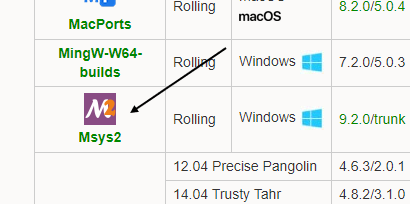 Rolling
macOS
8.2.0/5.0.4
MacPorts
MingW-W64-
builds
Rolling
Windows
7.2.0/5.0.3
Msys2
Rolling
Windows
9.2.0/trunk
12.04 Precise Pangolin
4.6.3/2.0.1
14.04 Trusty Tahr
4.8.2/3.1.0